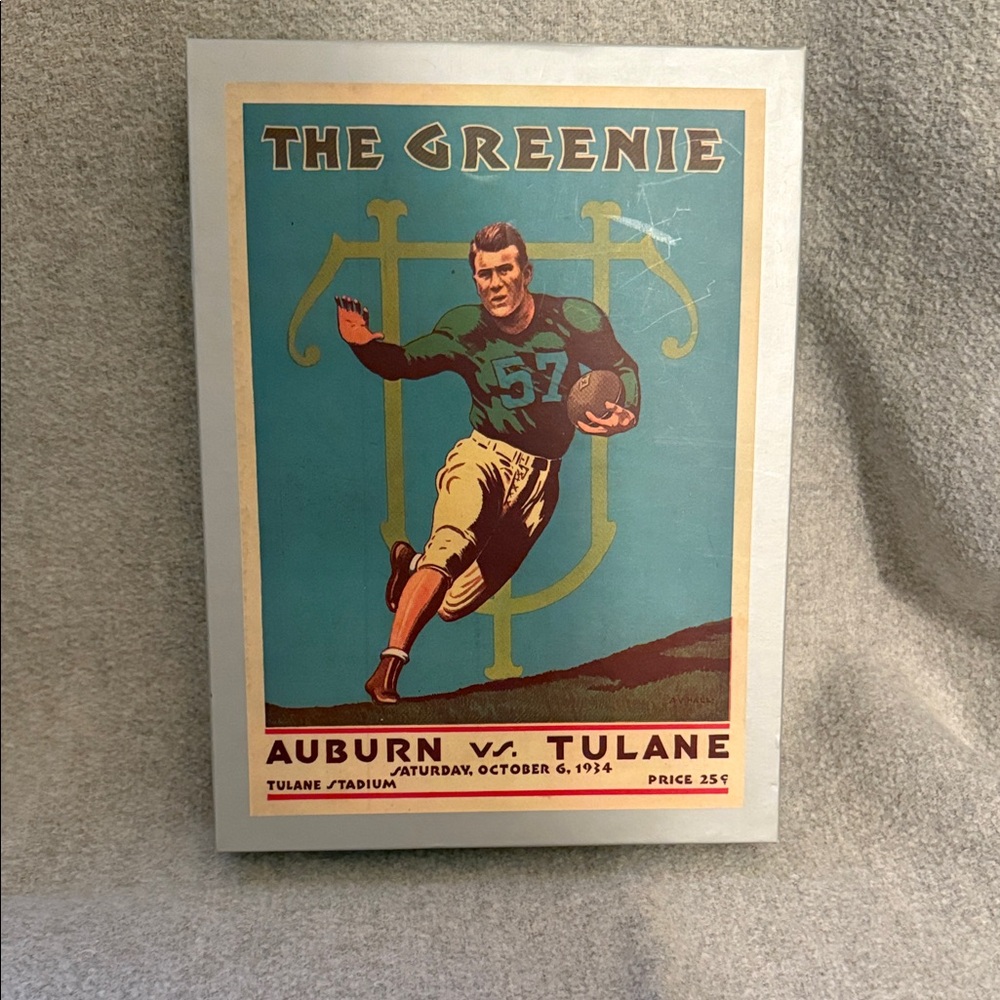 THE GREENIE
57
AUBURN vs. TULANE
SATURDAY, OCTOBER 6, 1934
TULANE STADIUM PRICE 25¢